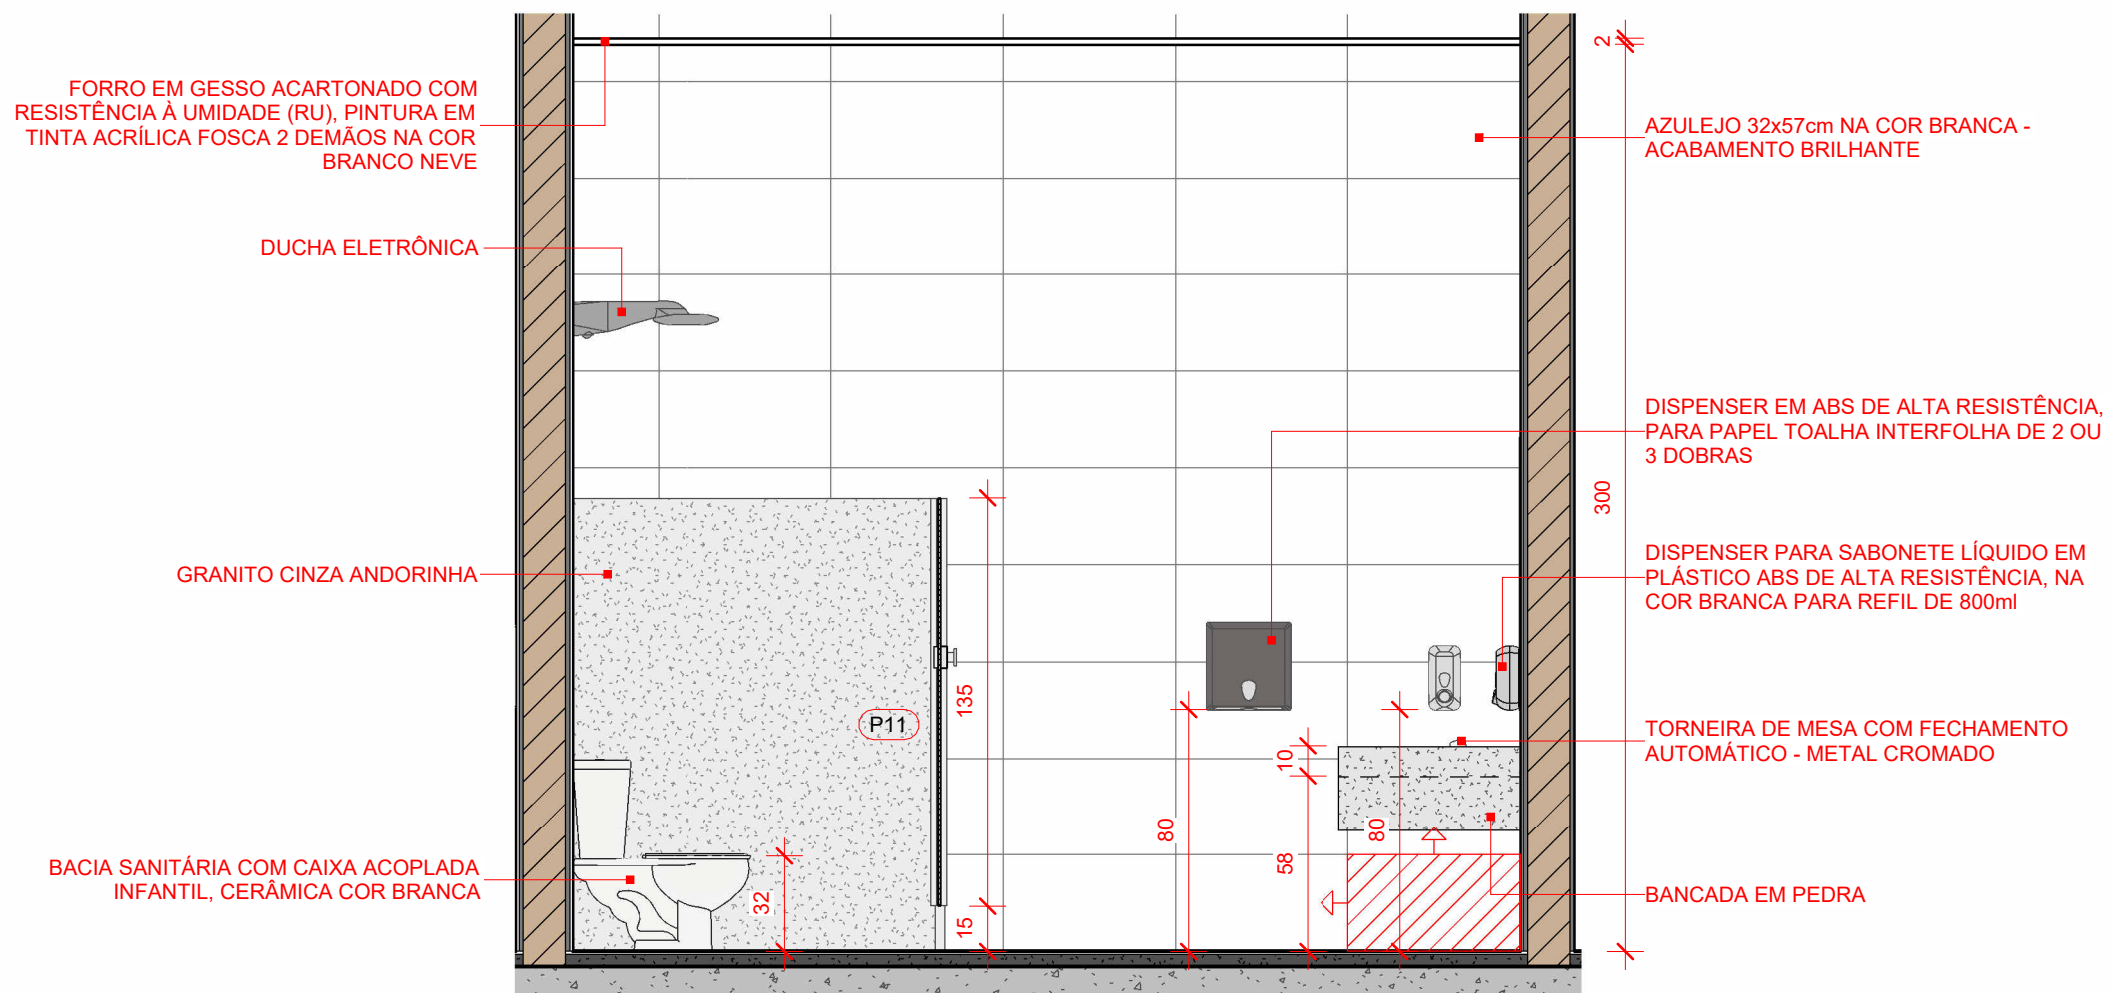 FORRO EM GESSO ACARTONADO COM
RESISTÊNCIA À UMIDADE (RU), PINTURA EM
TINTA ACRÍLICA FOSCA 2 DEMÃOS NA COR
BRANCO NEVE
DUCHA ELETRÔNICA
GRANITO CINZA ANDORINHA
BACIA SANITÁRIA COM CAIXA ACOPLADA
INFANTIL, CERÂMICA COR BRANCA
P11
32
135
15
80
10
58
80
2
300
AZULEJO 32x57cm NA COR BRANCA -
ACABAMENTO BRILHANTE
DISPENSER EM ABS DE ALTA RESISTÊNCIA,
PARA PAPEL TOALHA INTERFOLHA DE 2 OU
3 DOBRAS
DISPENSER PARA SABONETE LÍQUIDO EM
PLÁSTICO ABS DE ALTA RESISTÊNCIA, NA
COR BRANCA PARA REFIL DE 800ml
TORNEIRA DE MESA COM FECHAMENTO
AUTOMÁTICO - METAL CROMADO
BANCADA EM PEDRA